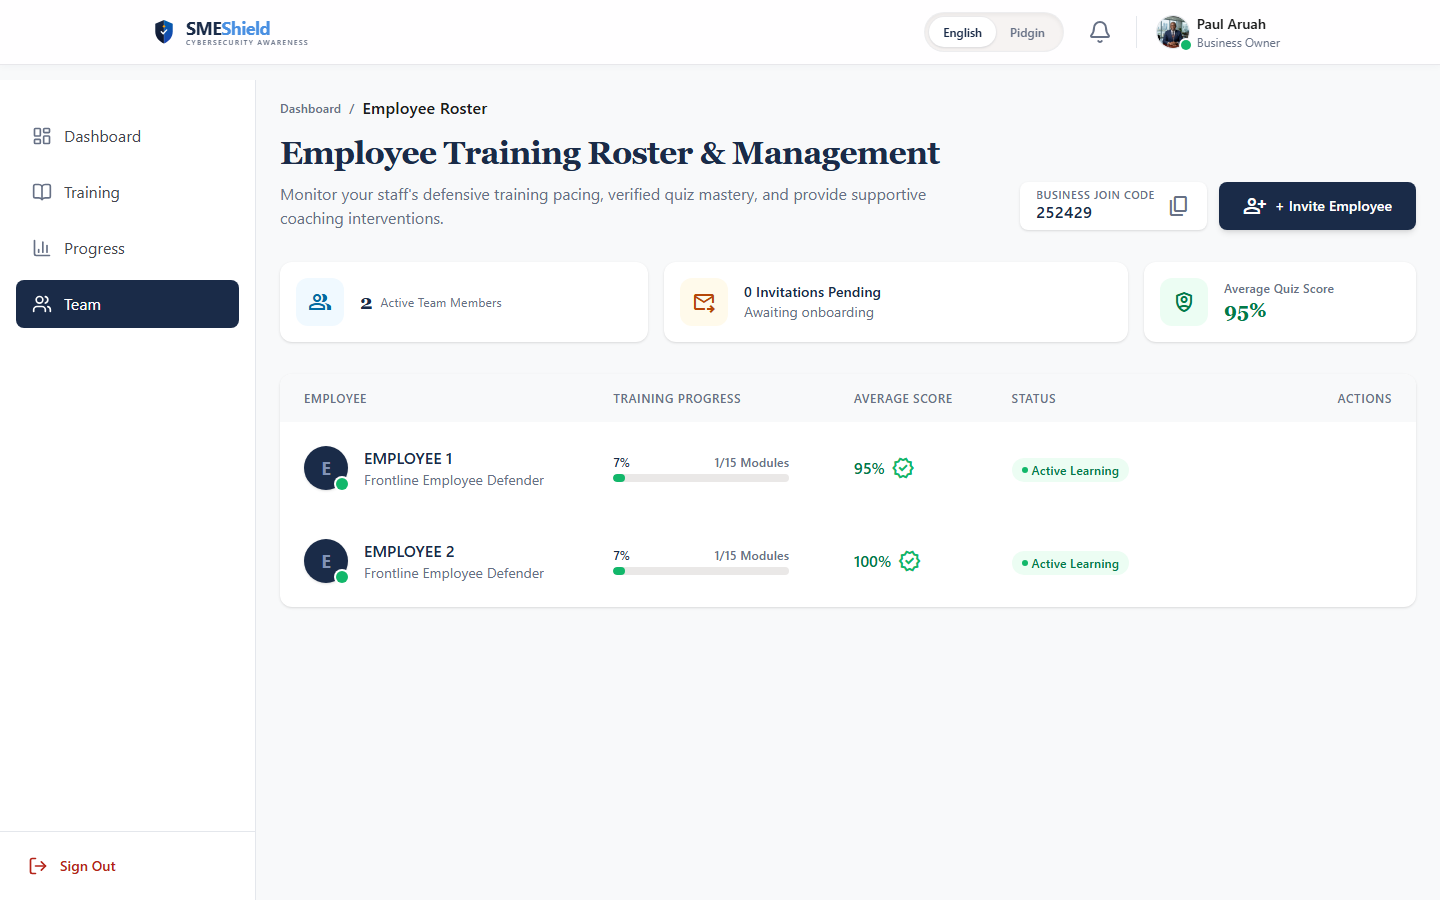 SMEShield
CYBERSECURITY AWARENESS
English
Pidgin
Paul Aruah
Business Owner
Dashboard
Training
Progress
Team
Sign Out
Dashboard / Employee Roster
Employee Training Roster & Management
Monitor your staff's defensive training pacing, verified quiz mastery, and provide supportive
coaching interventions.
BUSINESS JOIN CODE
252429
+ Invite Employee
2 Active Team Members
0 Invitations Pending
Awaiting onboarding
Average Quiz Score
95%
EMPLOYEE TRAINING PROGRESS AVERAGE SCORE STATUS ACTIONS
E
EMPLOYEE 1
Frontline Employee Defender
7% 1/15 Modules
95%
Active Learning
E
EMPLOYEE 2
Frontline Employee Defender
7% 1/15 Modules
100%
Active Learning